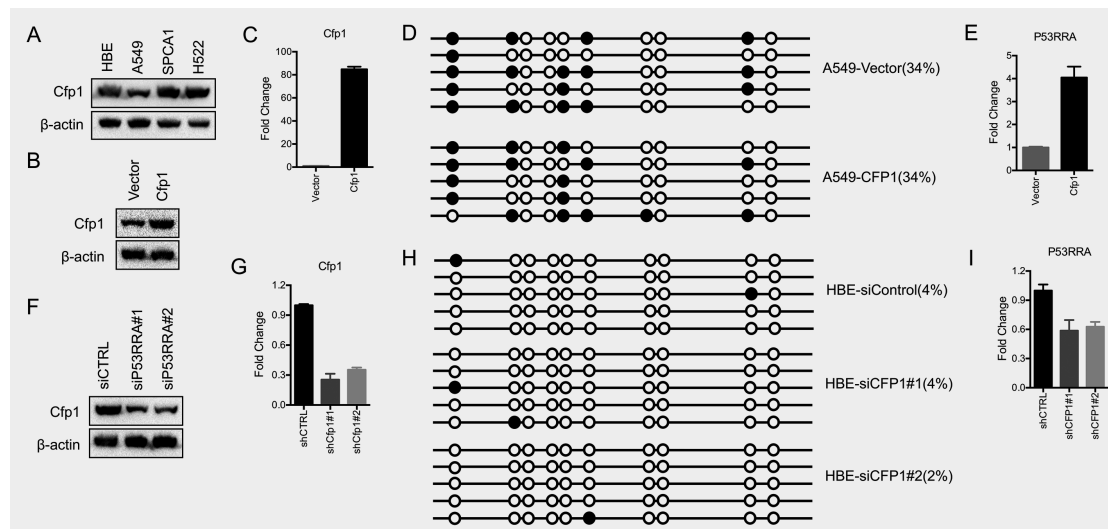 A
HBE
A549
SPCA1
H522
Cfp1
β-actin
B
Vector
Cfp1
Cfp1
β-actin
C
Cfp1
Fold Change
100
80
60
40
20
0
Vector
Cfp1
D
A549-Vector(34%)
A549-CFP1(34%)
E
P53RRA
Fold Change
5
4
3
2
1
0
Vector
Cfp1
F
siCTRL
siP53RRA#1
siP53RRA#2
Cfp1
β-actin
G
Cfp1
Fold Change
1.2
0.9
0.6
0.3
0.0
shCTRL
shCfp1#1
shCfp1#2
H
HBE-siControl(4%)
HBE-siCFP1#1(4%)
HBE-siCFP1#2(2%)
I
P53RRA
Fold Change
1.2
0.9
0.6
0.3
0.0
shCTRL
shCFP1#1
shCFP1#2